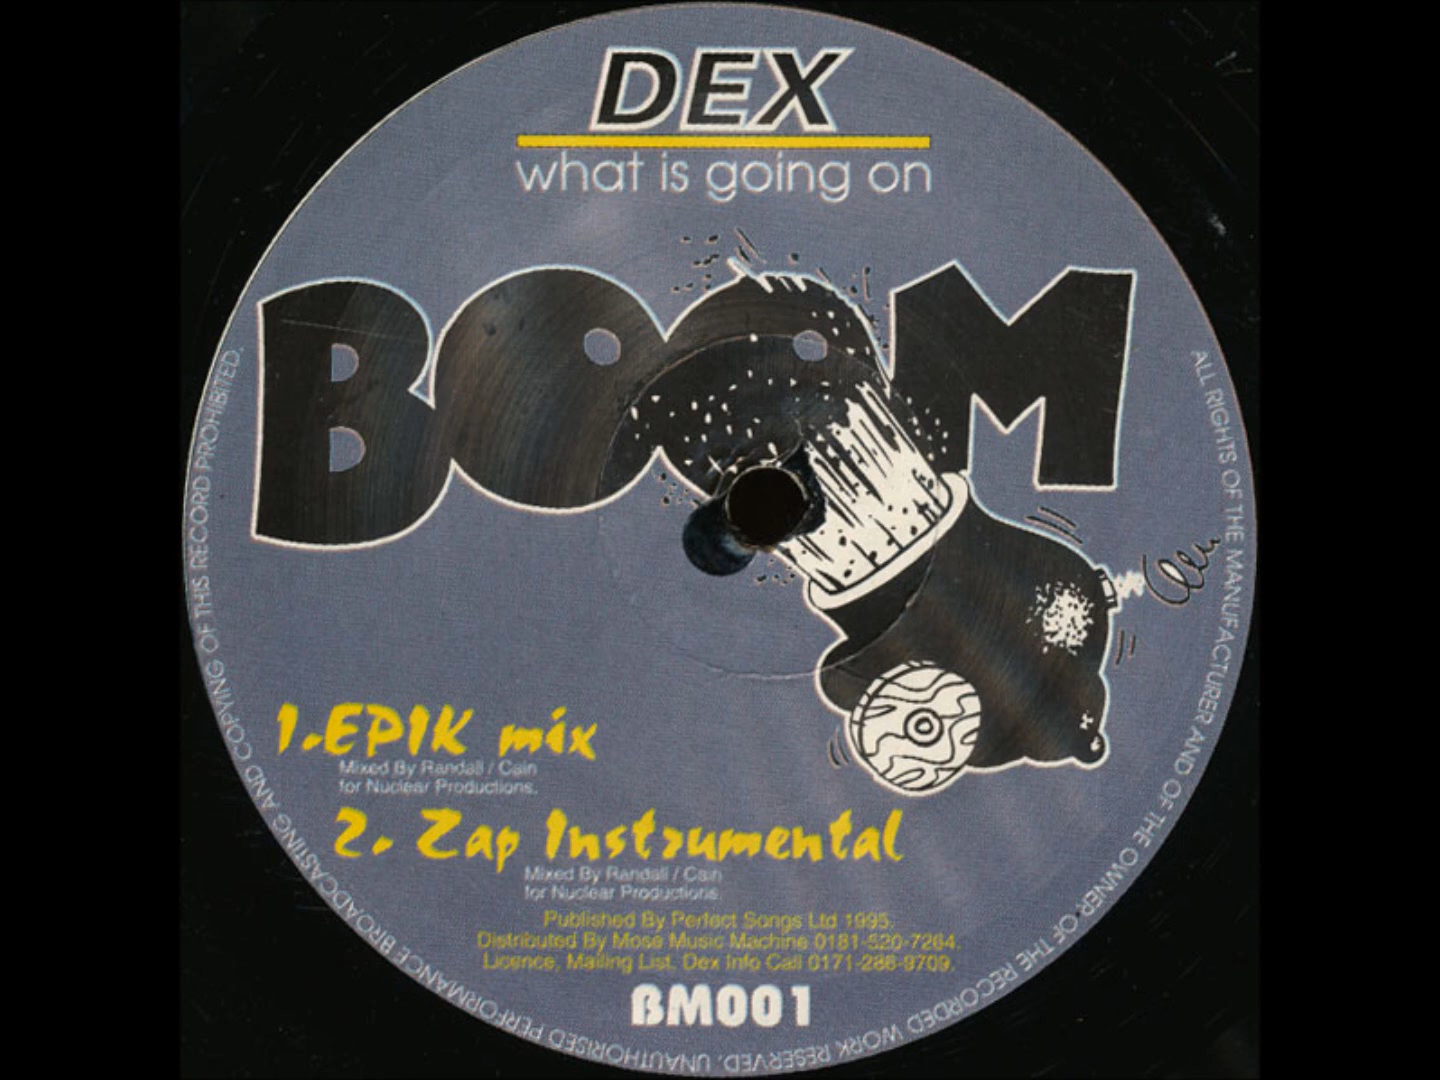 DEX
what is going on
BOOM
1.EPIK mix
Mixed By Randall / Cain
for Nuclear Productions.
2. Zap Instrumental
Mixed By Randall / Cain
for Nuclear Productions.
Published By Perfect Songs Ltd 1995.
Distributed By Mose Music Machine 0181-520-7264.
Licence, Mailing List. Dex Info Call 0171-286-9709.
BM001
ALL RIGHTS OF THE MANUFACTURER AND OF THE OWNER OF THE RECORDED WORK RESERVED. UNAUTHORISED PERFORMANCE BROADCASTING AND COPYING OF THIS RECORD PROHIBITED.